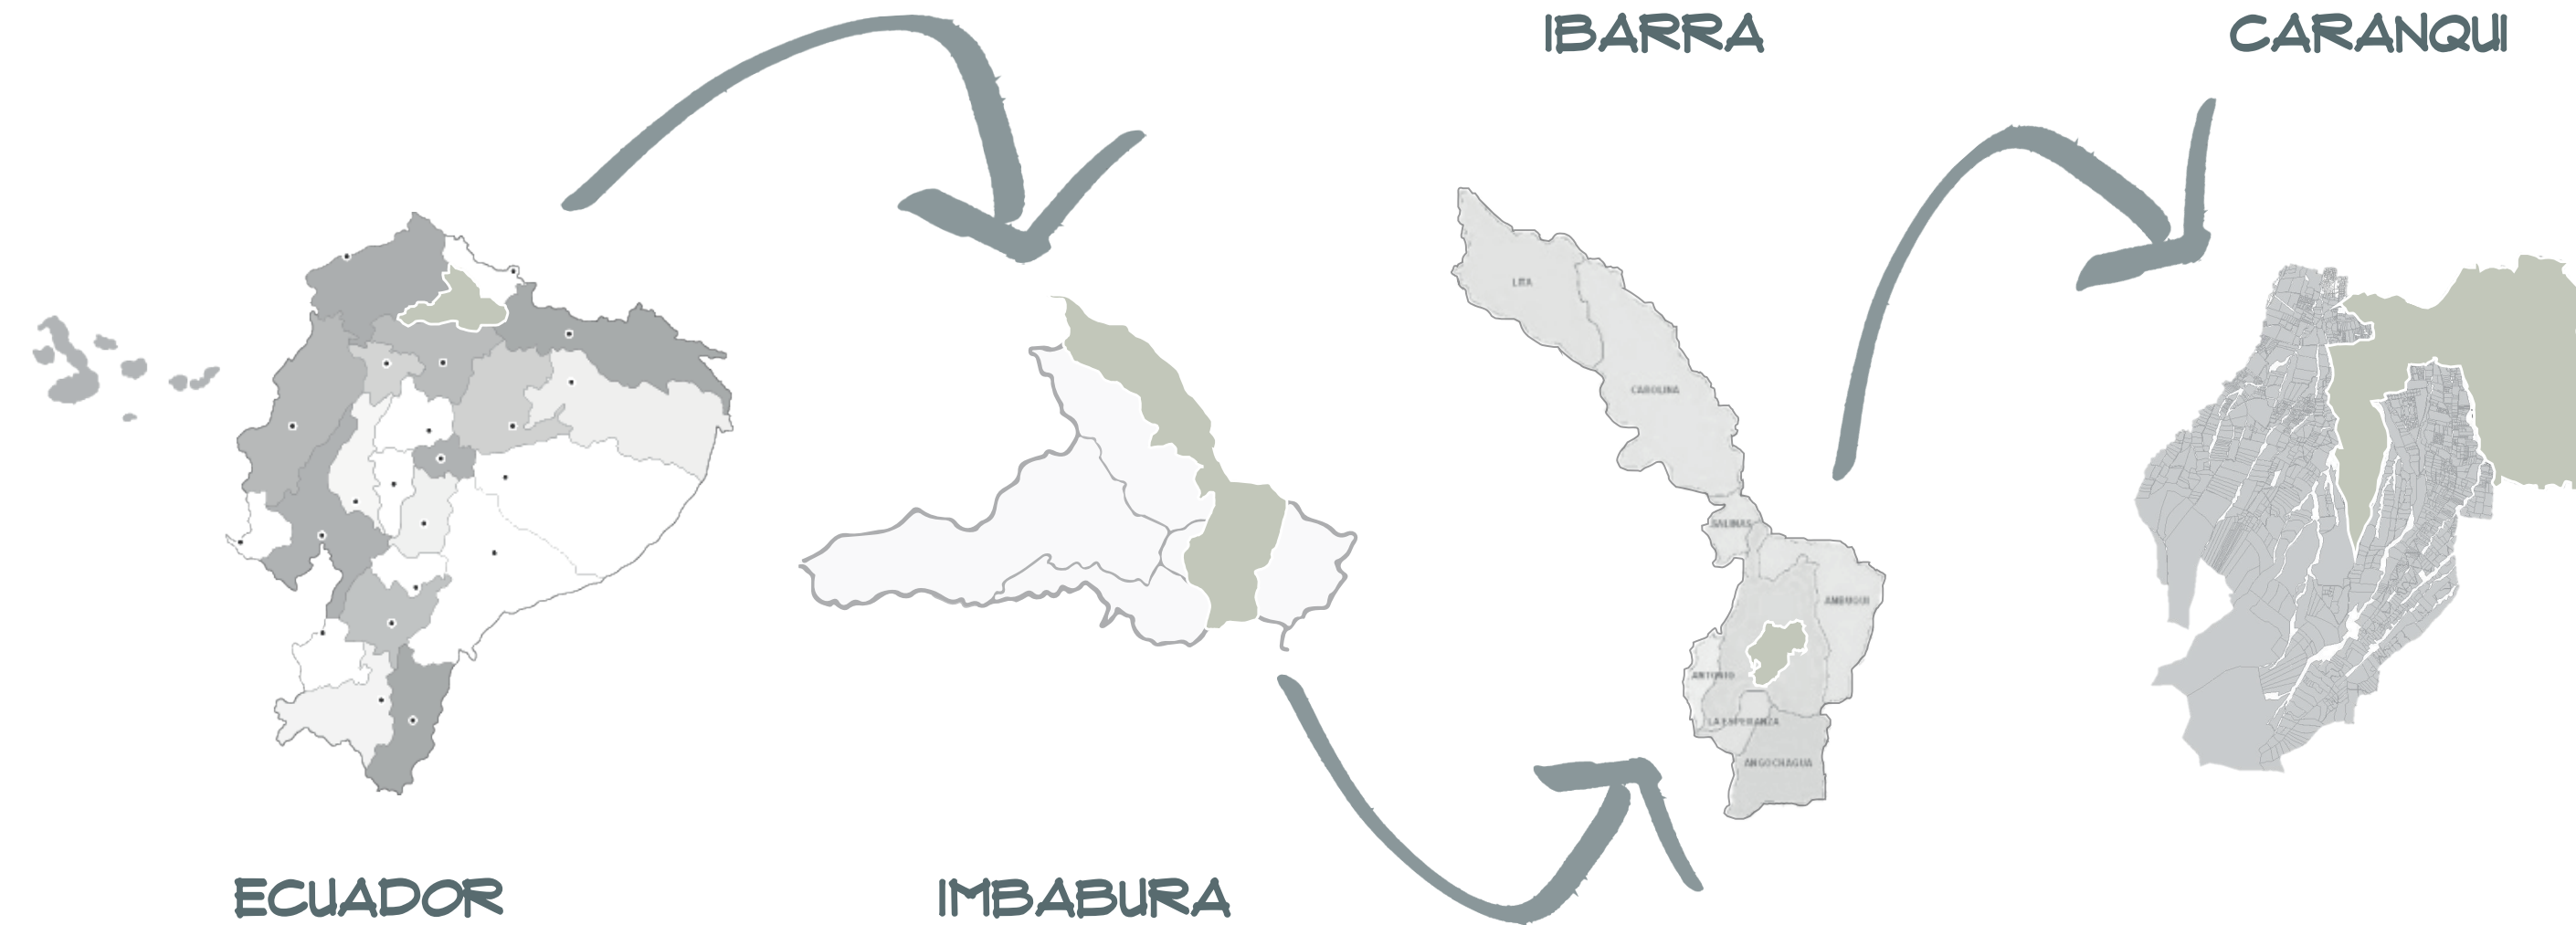 IBARRA
CARANQUI
LITA
CAROLINA
SALINAS
AMBUQUI
ANTONIO
LA ESPERANZA
ANGOCHAGUA
ECUADOR
IMBABURA